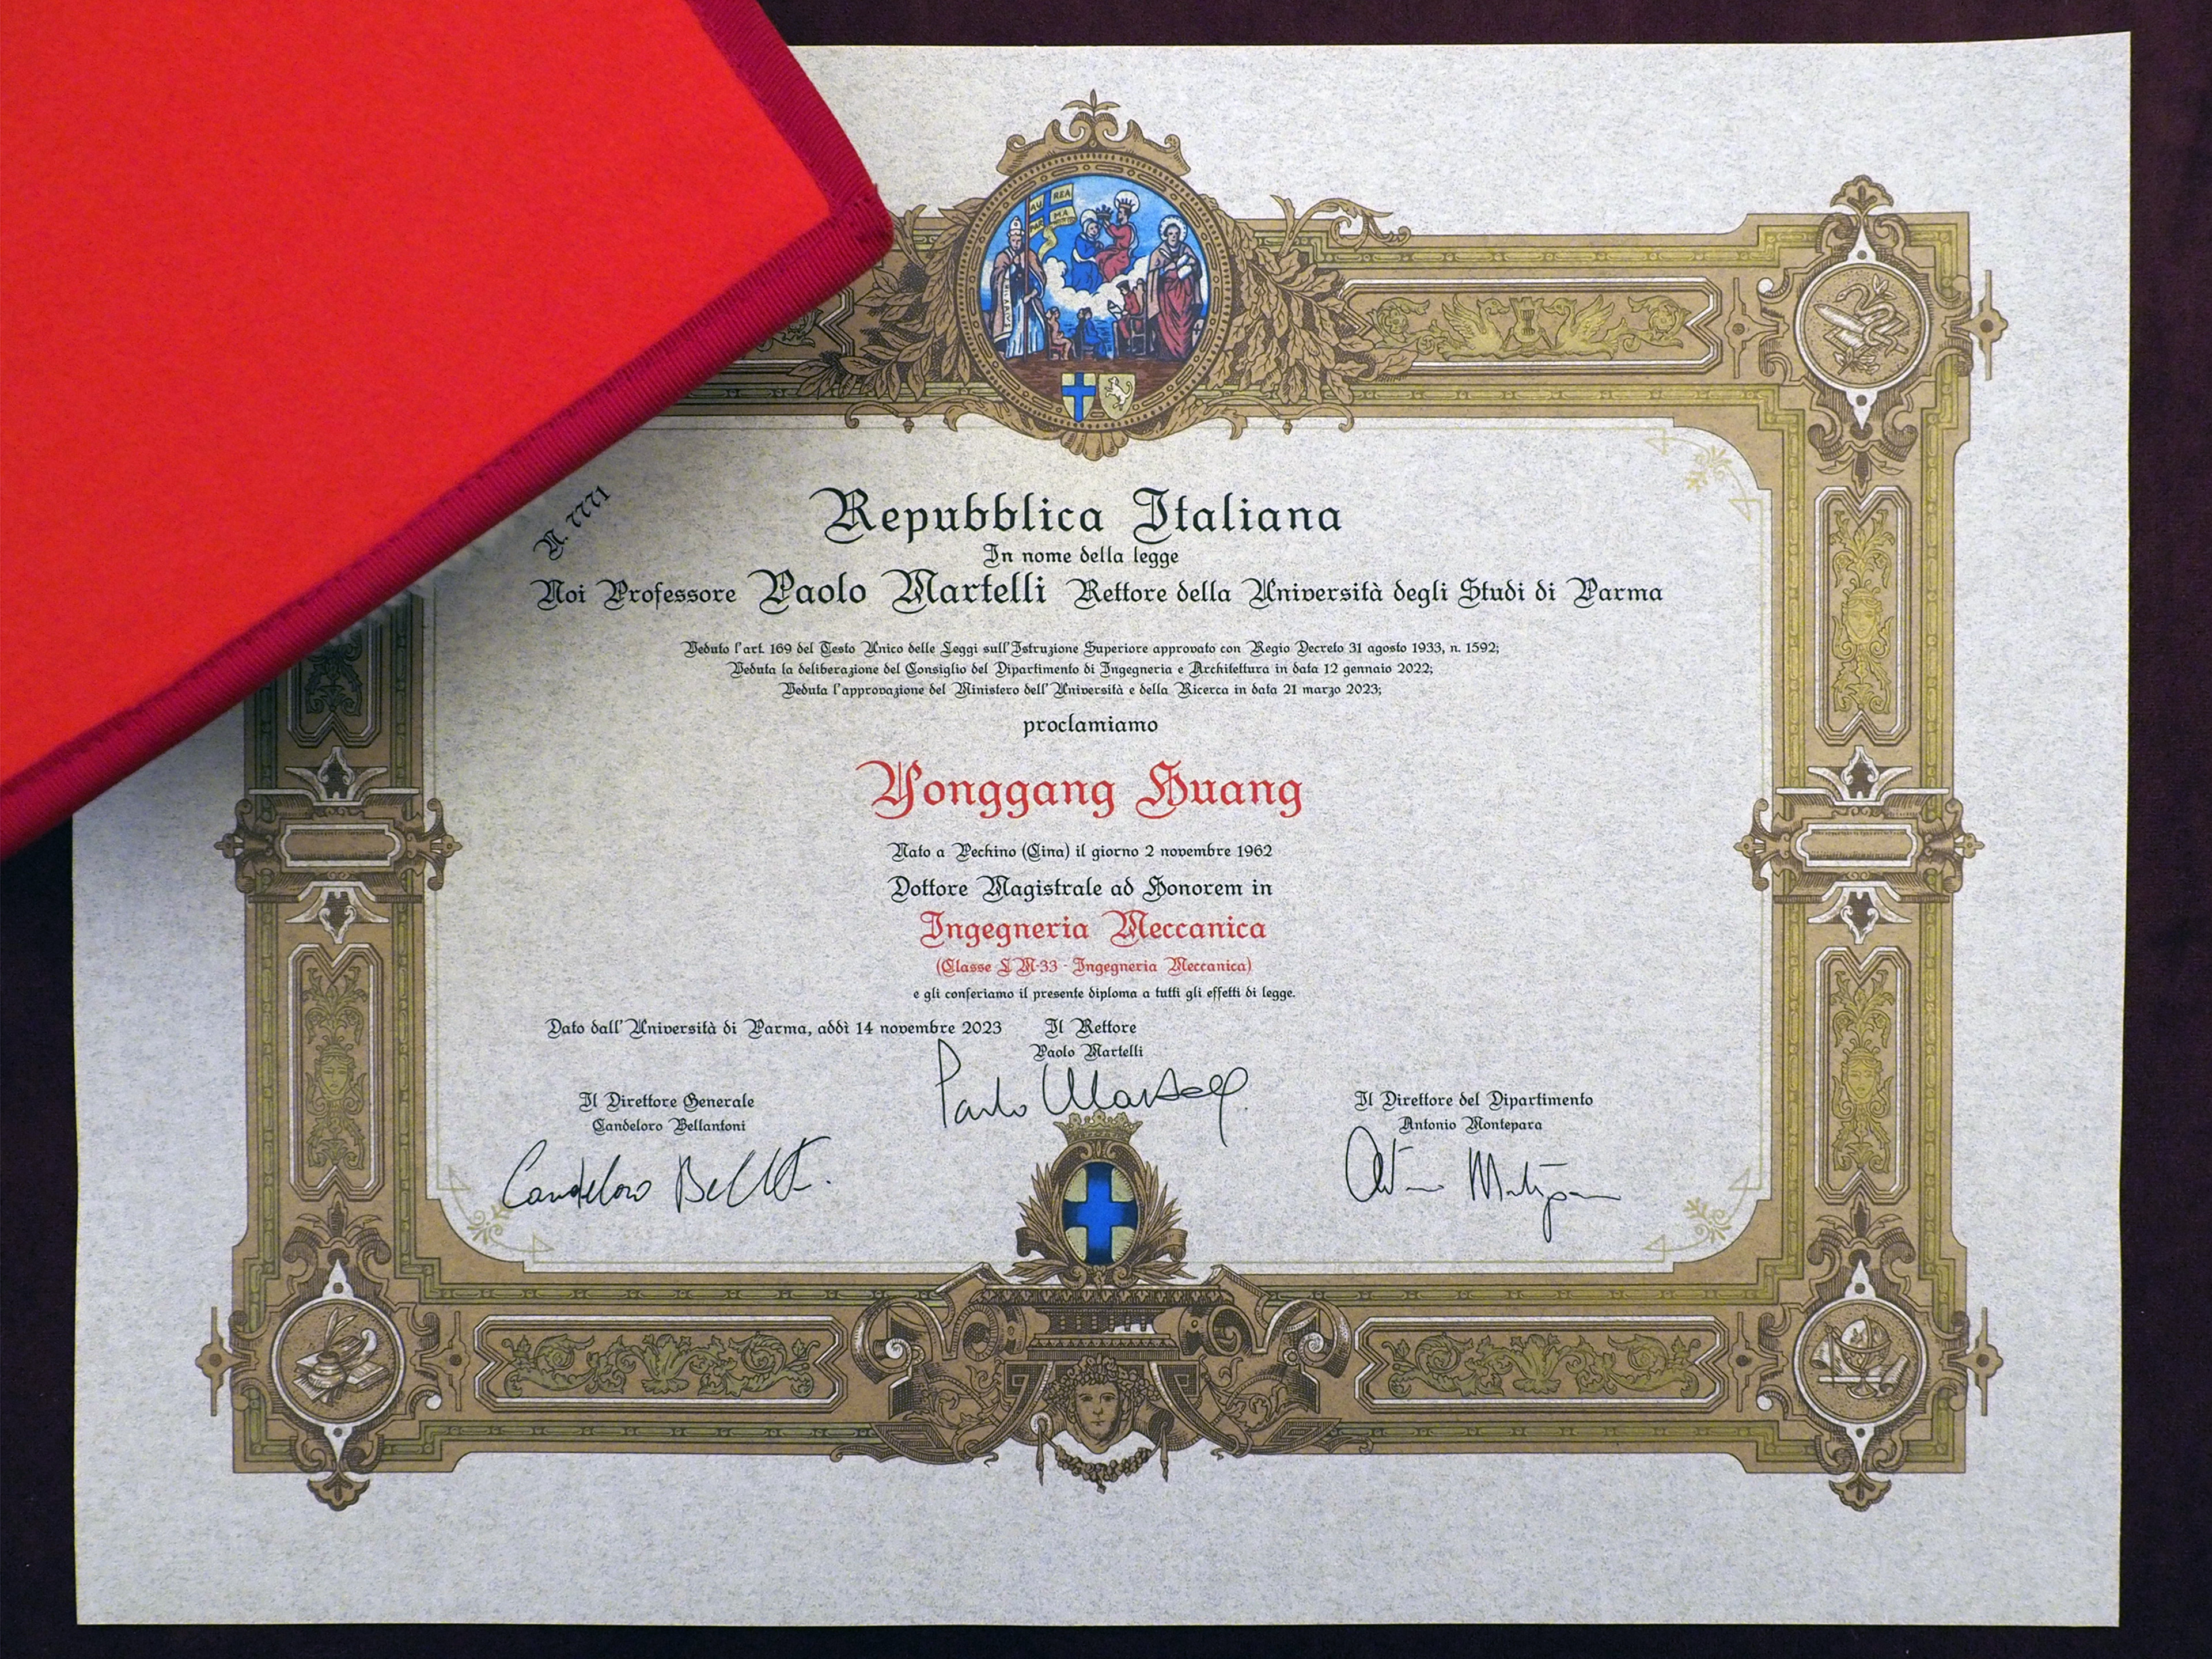 AU REA
MA
N. 7771
Repubblica Italiana
In nome della legge
Noi Professore Paolo Martelli Rettore della Università degli Studi di Parma
Veduto l'art. 169 del Testo Unico delle Leggi sull'Istruzione Superiore approvato con Regio Decreto 31 agosto 1933, n. 1592;
Veduta la deliberazione del Consiglio del Dipartimento di Ingegneria e Architettura in data 12 gennaio 2022;
Veduta l'approvazione del Ministero dell'Università e della Ricerca in data 21 marzo 2023;
proclamiamo
Yonggang Huang
Nato a Pechino (Cina) il giorno 2 novembre 1962
Dottore Magistrale ad Honorem in
Ingegneria Meccanica
(Classe LM-33 - Ingegneria Meccanica)
e gli conferiamo il presente diploma a tutti gli effetti di legge.
Dato dall'Università di Parma, addì 14 novembre 2023
Il Rettore
Paolo Martelli
Paolo Martelli
Il Direttore Generale
Candeloro Bellantoni
Candeloro Bellantoni
Il Direttore del Dipartimento
Antonio Montepara